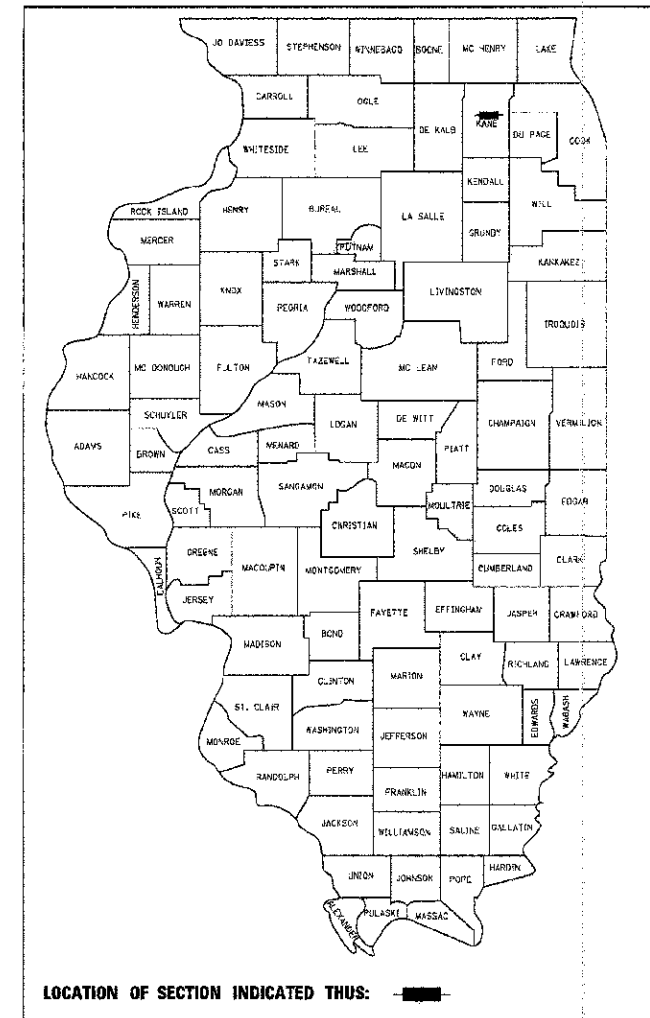 JO DAVIESS STEPHENSON WINNEBAGO BOONE MC HENRY LAKE
CARROLL OGLE DE KALB KANE DU PAGE COOK
WHITESIDE LEE
KENDALL
ROCK ISLAND HENRY BUREAU LA SALLE GRUNDY WILL
MERCER PUTNAM KANKAKEE
STARK MARSHALL
HENDERSON WARREN KNOX PEORIA WOODFORD LIVINGSTON IROQUOIS
HANCOCK MC DONOUGH FULTON TAZEWELL MC LEAN FORD
MASON
SCHUYLER LOGAN DE WITT CHAMPAIGN VERMILION
ADAMS BROWN CASS MENARD MACON PIATT
PIKE SCOTT MORGAN SANGAMON MOULTRIE DOUGLAS EDGAR
CHRISTIAN COLES
CALHOUN GREENE MACOUPIN MONTGOMERY SHELBY CUMBERLAND CLARK
JERSEY FAYETTE EFFINGHAM JASPER CRAWFORD
MADISON BOND
CLAY RICHLAND LAWRENCE
CLINTON MARION
ST. CLAIR WAYNE EDWARDS WABASH
WASHINGTON JEFFERSON
MONROE
RANDOLPH PERRY HAMILTON WHITE
FRANKLIN
JACKSON WILLIAMSON SALINE GALLATIN
UNION JOHNSON POPE HARDIN
ALEXANDER PULASKI MASSAC
LOCATION OF SECTION INDICATED THUS: